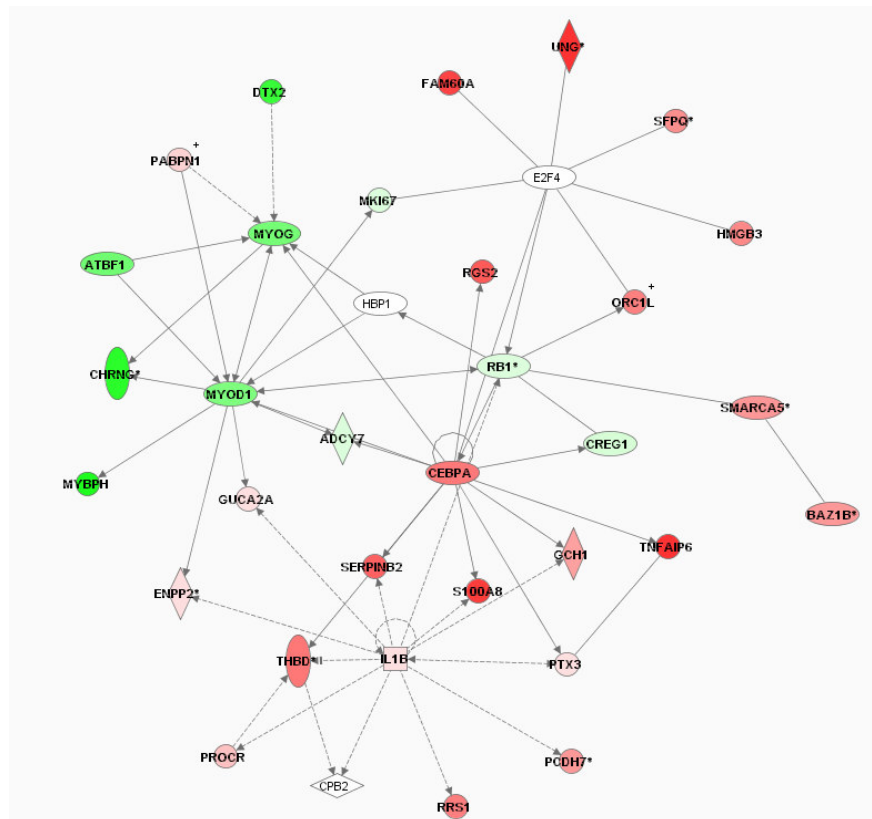 UNG*
FAM60A
DTX2
SFPQ*
+
PABPN1
E2F4
MKI67
MYOG
HMGB3
ATBF1
RGS2
+
ORC1L
HBP1
RB1*
CHRNG*
MYOD1
SMARCA5*
ADCY7
CREG1
CEBPA
MYBPH
GUCA2A
BAZ1B*
TNFAIP6
GCH1
SERPINB2
S100A8
ENPP2*
THBD*
IL1B
PTX3
PROCR
PCDH7*
CPB2
RRS1